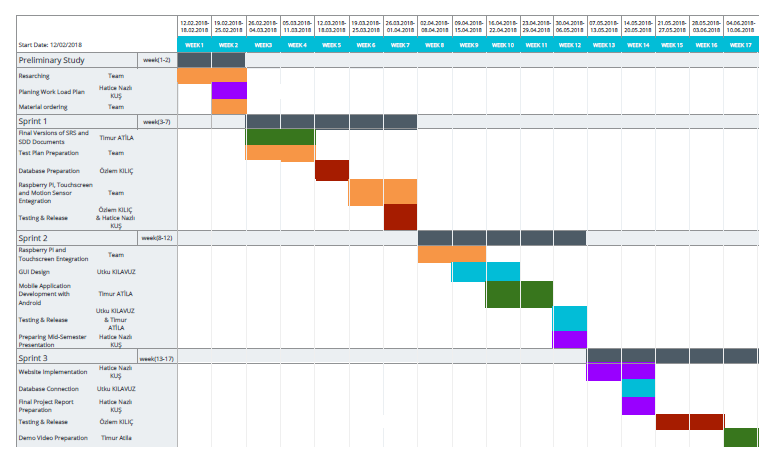 12.02.2018- 19.02.2018- 26.02.2018- 05.03.2018- 12.03.2018- 19.03.2018- 26.03.2018- 02.04.2018- 09.04.2018- 16.04.2018- 23.04.2018- 30.04.2018- 07.05.2018- 14.05.2018- 21.05.2018- 28.05.2018- 04.06.2018-
18.02.2018 25.02.2018 04.03.2018 11.03.2018 18.03.2018 25.03.2018 01.04.2018 08.04.2018 15.04.2018 22.04.2018 29.04.2018 06.05.2018 13.05.2018 20.05.2018 27.05.2018 03.06.2018 10.06.2018
Start Date: 12/02/2018 WEEK 1 WEEK 2 WEEK3 WEEK 4 WEEK 5 WEEK 6 WEEK 7 WEEK 8 WEEK 9 WEEK 10 WEEK 11 WEEK 12 WEEK 13 WEEK 14 WEEK 15 WEEK 16 WEEK 17
Preliminary Study week(1-2)
Resarching Team
Planing Work Load Plan Hatice Nazlı
KUŞ
Material ordering Team
Sprint 1 week(3-7)
Final Versions of SRS and
SDD Documents Timur ATİLA
Test Plan Preparation Team
Database Preparation Özlem KILIÇ
Raspberry PI, Touchscreen
and Motion Sensor Team
Entegration
Testing & Release Özlem KILIÇ
& Hatice Nazlı
KUŞ
Sprint 2 week(8-12)
Raspberry PI and
Touchscreen Entegration Team
GUI Design Utku KILAVUZ
Mobile Application
Development with Timur ATİLA
Android
Testing & Release Utku KILAVUZ
& Timur
ATİLA
Preparing Mid-Semester Hatice Nazlı
Presentation KUŞ
Sprint 3 week(13-17)
Website Implementation Hatice Nazlı
KUŞ
Database Connection Utku KILAVUZ
Final Project Report Hatice Nazlı
Preparation KUŞ
Testing & Release Özlem KILIÇ
Demo Video Preparation Timur Atila